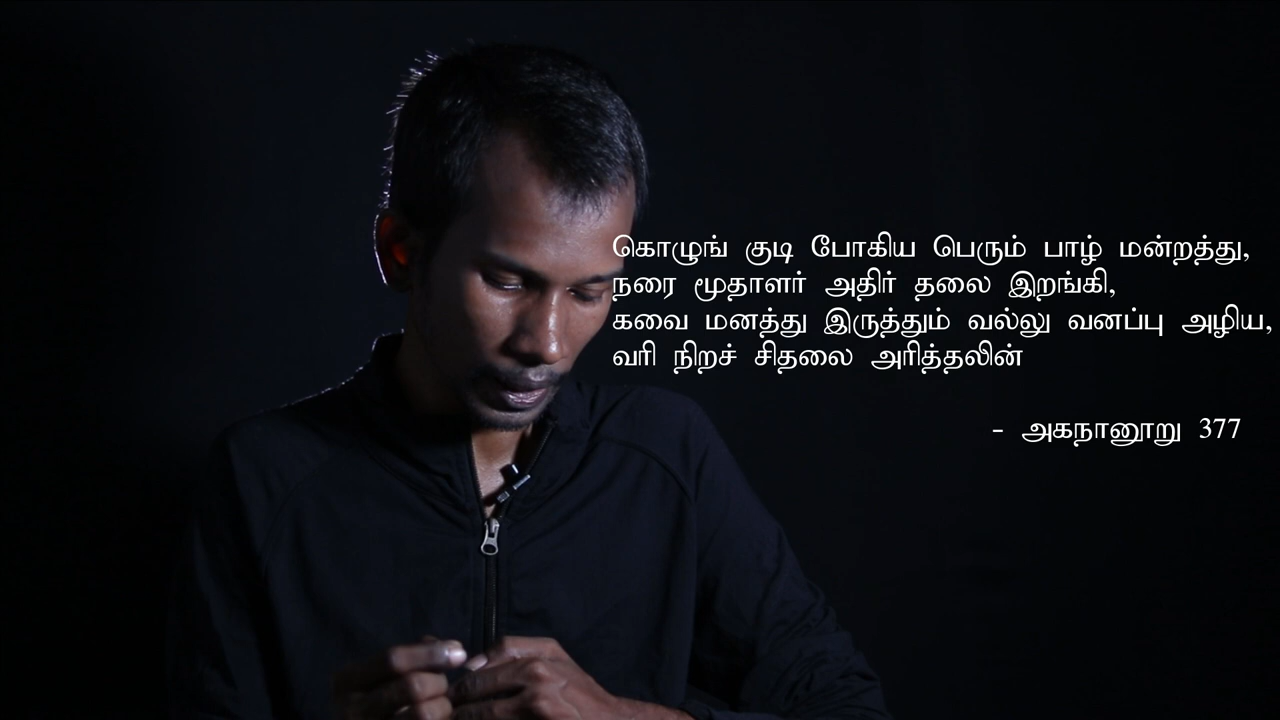 கொழுங் குடி போகிய பெரும் பாழ் மன்றத்து,
நரை மூதாளர் அதிர் தலை இறங்கி,
கவை மனத்து இருத்தும் வல்லு வனப்பு அழிய,
வரி நிறச் சிதலை அரித்தலின்
- அகநானூறு 377